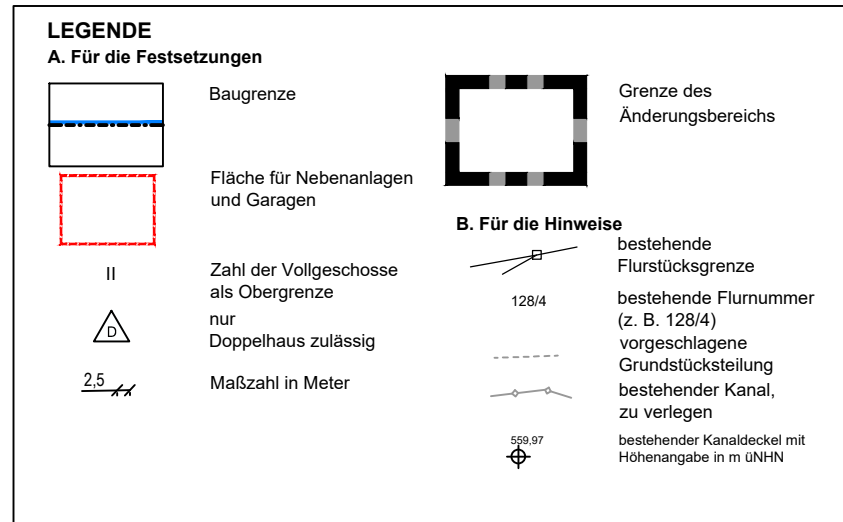 LEGENDE
A. Für die Festsetzungen
Baugrenze
Fläche für Nebenanlagen
und Garagen
II
Zahl der Vollgeschosse
als Obergrenze
D
nur
Doppelhaus zulässig
2,5
Maßzahl in Meter
Grenze des
Änderungsbereichs
B. Für die Hinweise
bestehende
Flurstücksgrenze
128/4
bestehende Flurnummer
(z. B. 128/4)
vorgeschlagene
Grundstücksteilung
bestehender Kanal,
zu verlegen
559,97
bestehender Kanaldeckel mit
Höhenangabe in m üNHN